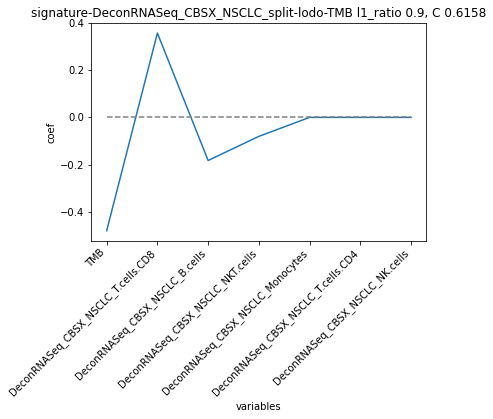 signature-DeconRNASeq_CBSX_NSCLC_split-lodo-TMB l1_ratio 0.9, C 0.6158
0.4
0.2
0.0
−0.2
−0.4
coef
TMB
DeconRNASeq_CBSX_NSCLC_T.cells.CD8
DeconRNASeq_CBSX_NSCLC_B.cells
DeconRNASeq_CBSX_NSCLC_NKT.cells
DeconRNASeq_CBSX_NSCLC_Monocytes
DeconRNASeq_CBSX_NSCLC_T.cells.CD4
DeconRNASeq_CBSX_NSCLC_NK.cells
variables